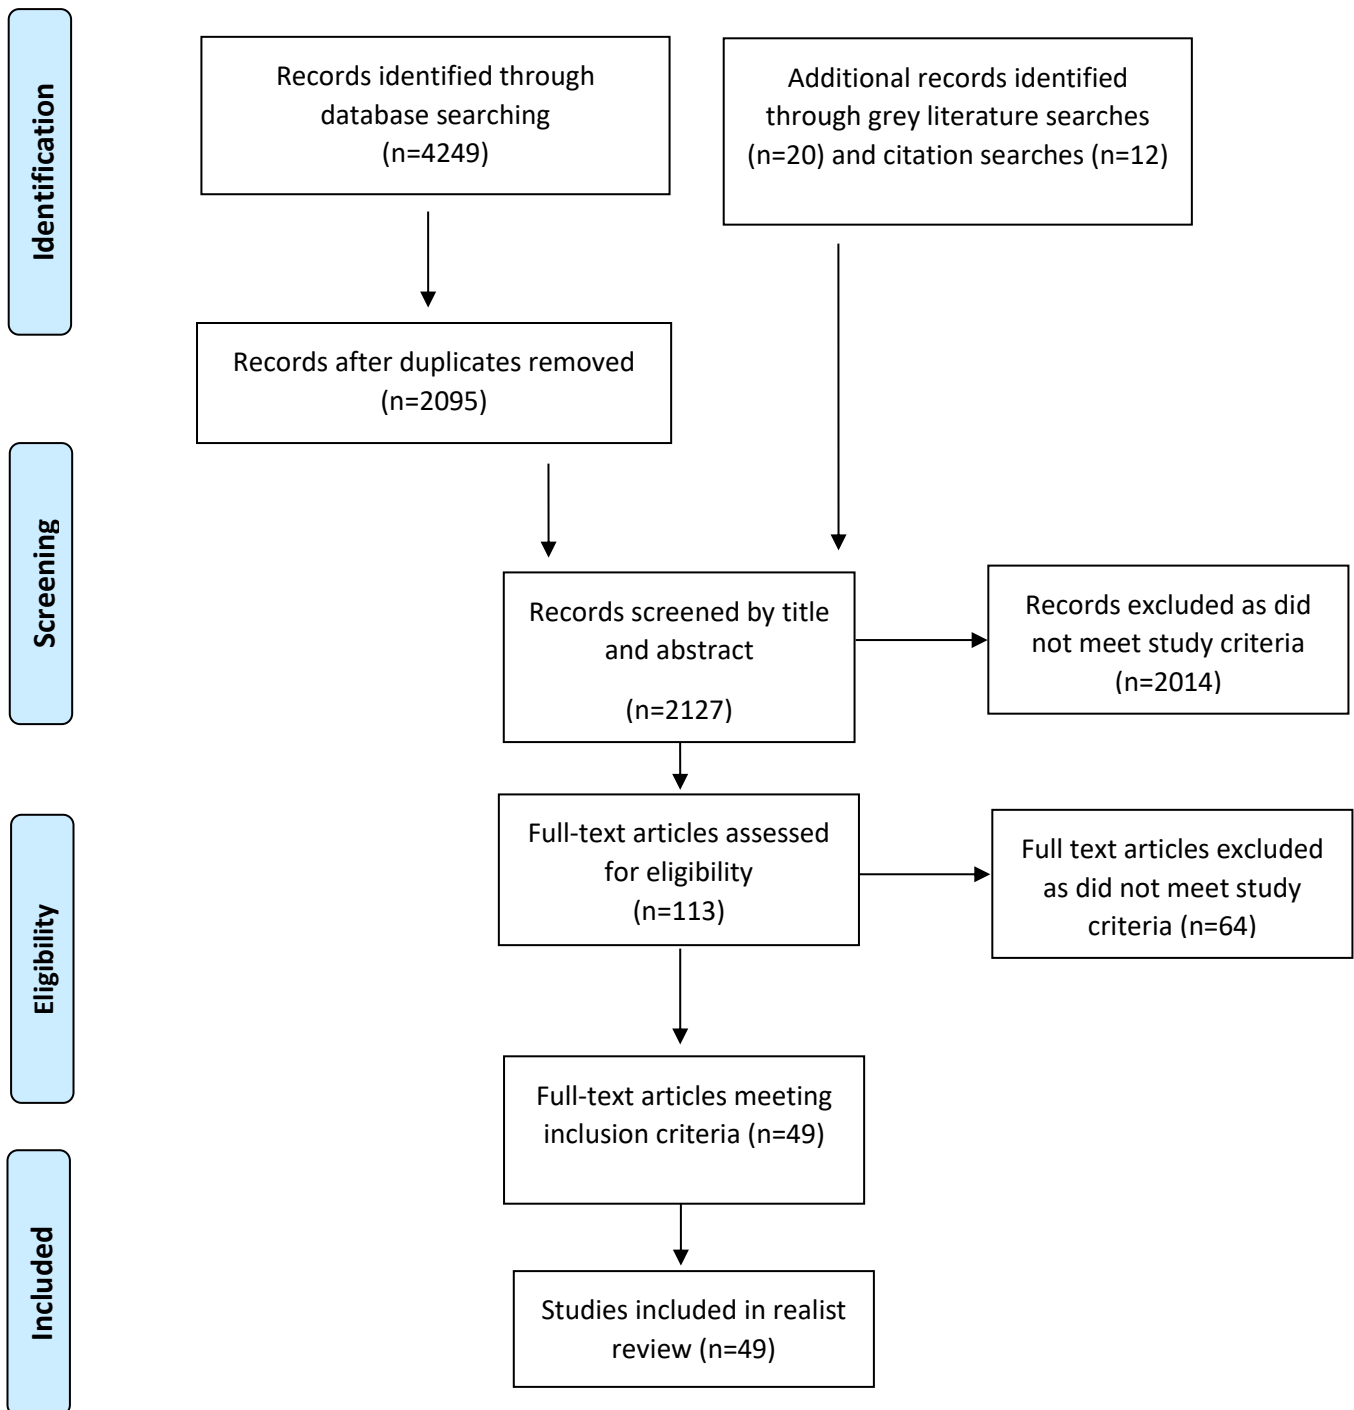 Identification
Records identified through
database searching
(n=4249)
Additional records identified
through grey literature searches
(n=20) and citation searches (n=12)
Records after duplicates removed
(n=2095)
Screening
Records screened by title
and abstract
(n=2127)
Records excluded as did
not meet study criteria
(n=2014)
Eligibility
Full-text articles assessed
for eligibility
(n=113)
Full text articles excluded
as did not meet study
criteria (n=64)
Full-text articles meeting
inclusion criteria (n=49)
Included
Studies included in realist
review (n=49)